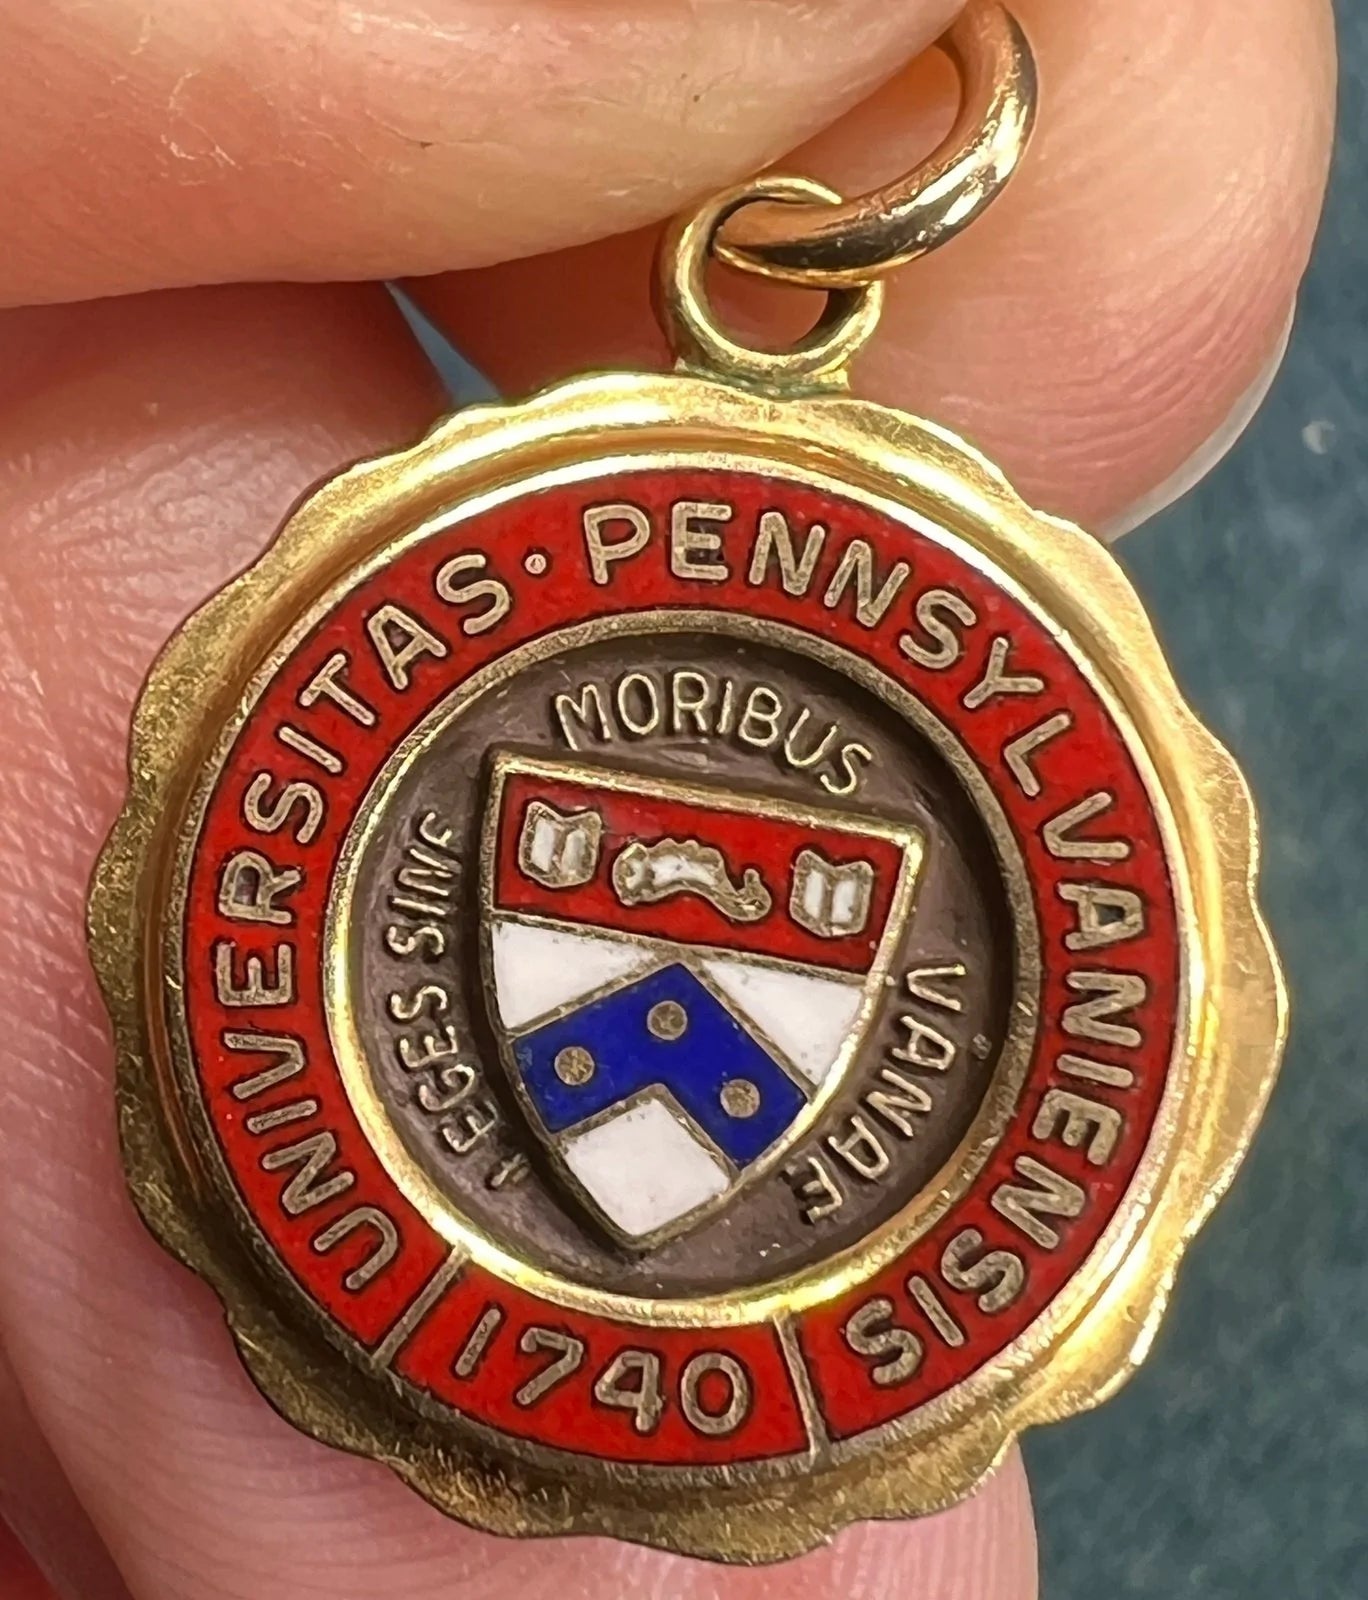 UNIVERSITAS · PENNSYLVANIENSIS
1740
LEGES SINE MORIBUS VANAE